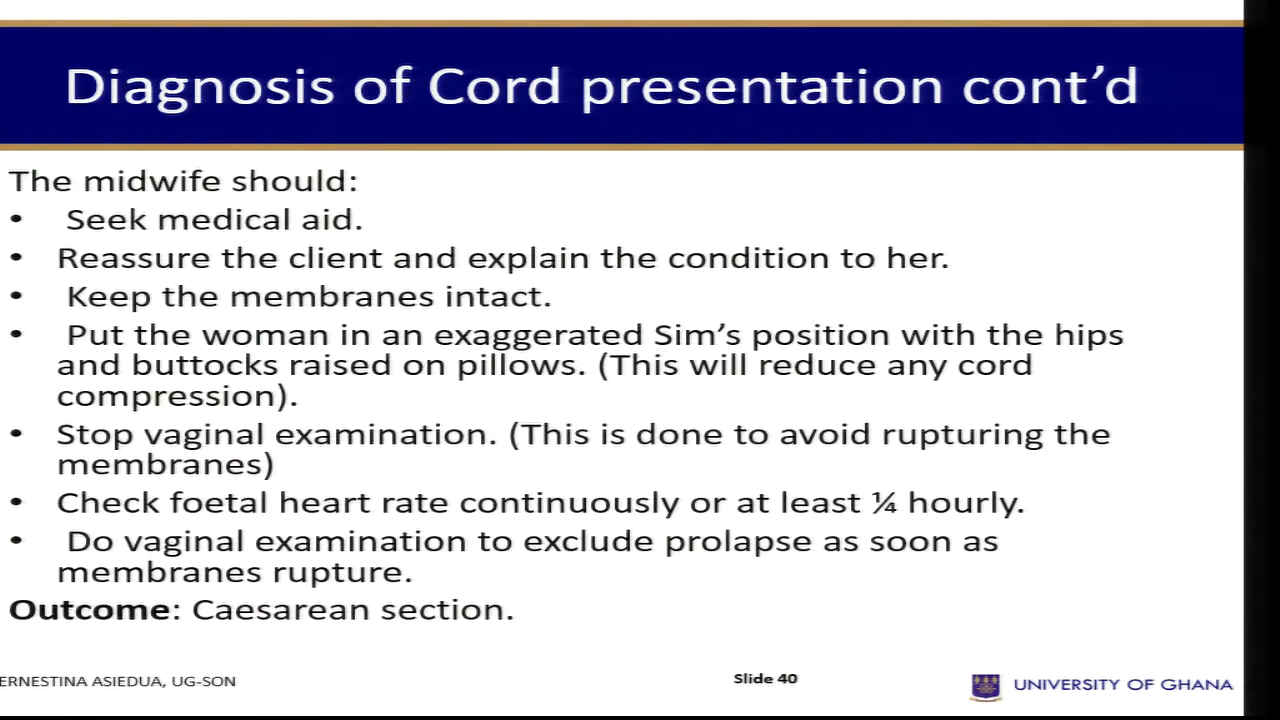 Diagnosis of Cord presentation cont’d
The midwife should:
• Seek medical aid.
• Reassure the client and explain the condition to her.
• Keep the membranes intact.
• Put the woman in an exaggerated Sim’s position with the hips
and buttocks raised on pillows. (This will reduce any cord
compression).
• Stop vaginal examination. (This is done to avoid rupturing the
membranes)
• Check foetal heart rate continuously or at least ¼ hourly.
• Do vaginal examination to exclude prolapse as soon as
membranes rupture.
Outcome: Caesarean section.
ERNESTINA ASIEDUA, UG-SON
Slide 40
UNIVERSITY OF GHANA